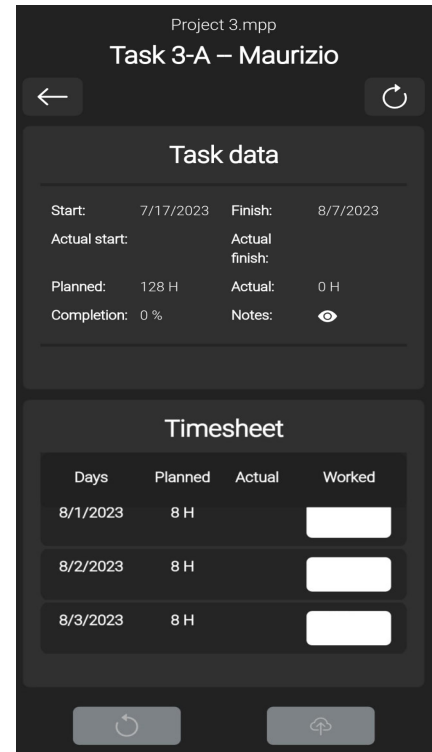 Project 3.mpp
Task 3-A – Maurizio
Task data
Start: 7/17/2023 Finish: 8/7/2023
Actual start: Actual finish:
Planned: 128 H Actual: 0 H
Completion: 0 % Notes:
Timesheet
Days Planned Actual Worked
8/1/2023 8 H
8/2/2023 8 H
8/3/2023 8 H